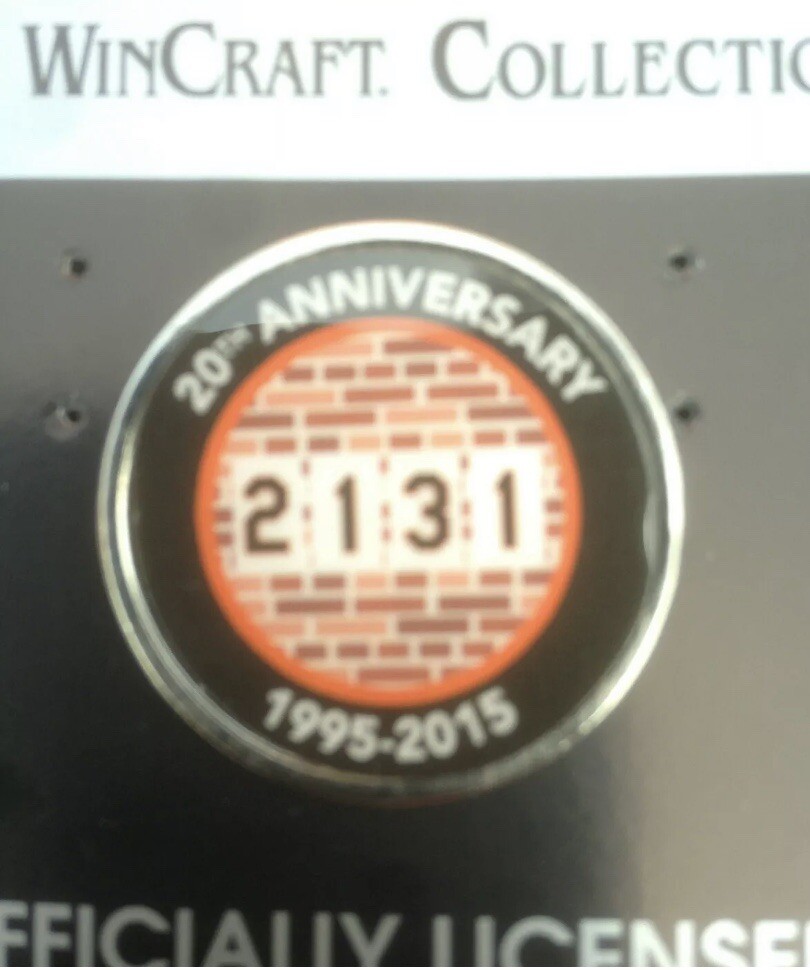 WINCRAFT. COLLECTIO
20TH ANNIVERSARY
2131
1995-2015
FFICIALLY LICENSE